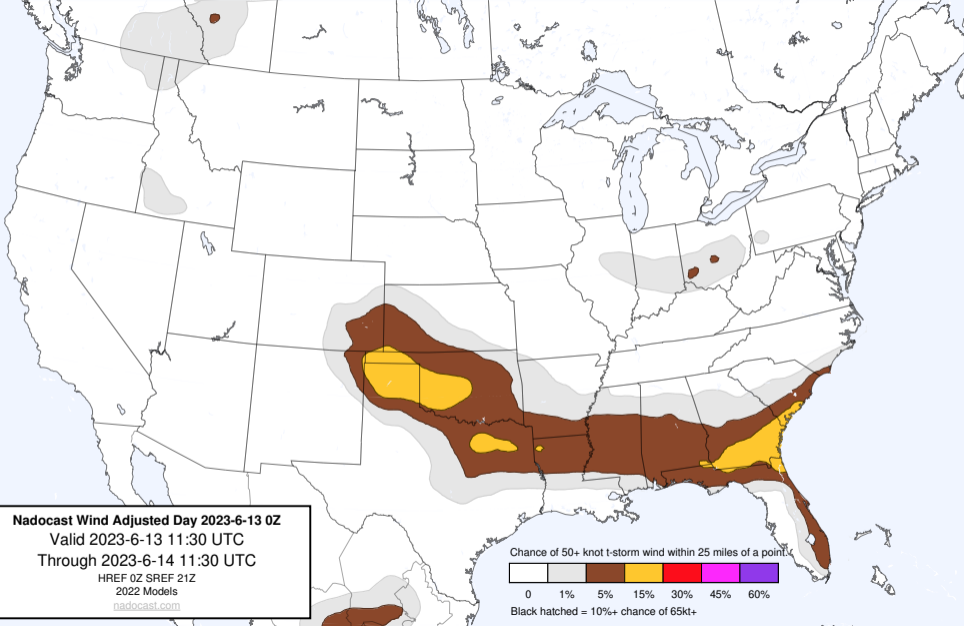 Nadocast Wind Adjusted Day 2023-6-13 0Z
Valid 2023-6-13 11:30 UTC
Through 2023-6-14 11:30 UTC
HREF 0Z SREF 21Z
2022 Models
nadocast.com
Chance of 50+ knot t-storm wind within 25 miles of a point.
0 1% 5% 15% 30% 45% 60%
Black hatched = 10%+ chance of 65kt+